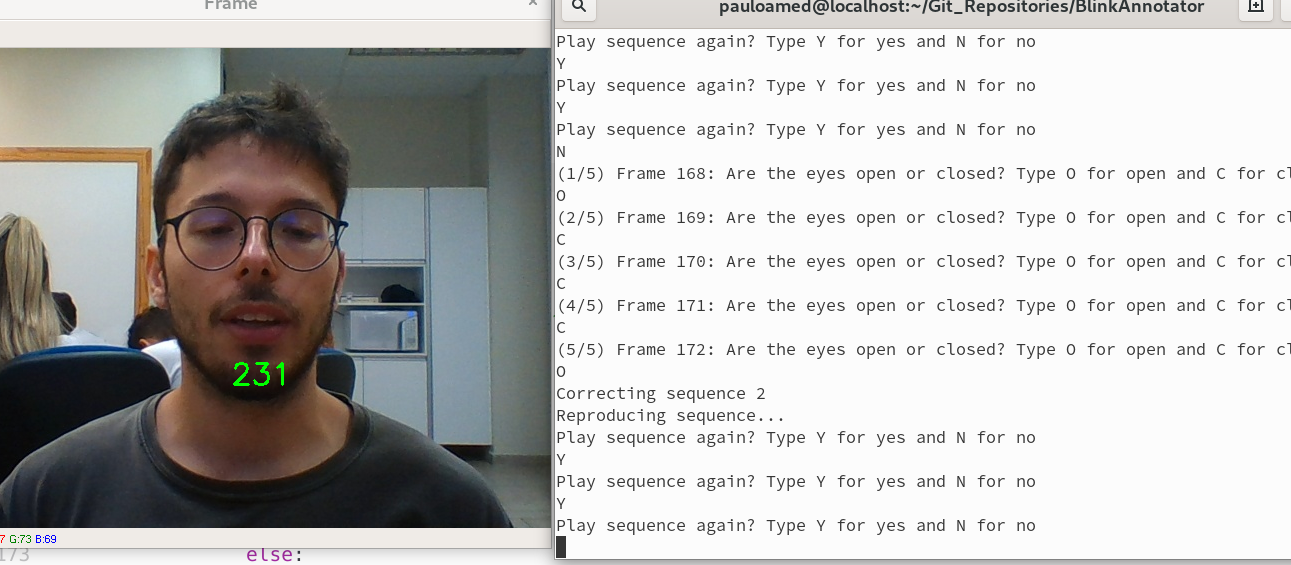 Frame
×
231
7 G:73 B:69
173 else:
pauloamed@localhost:~/Git_Repositories/BlinkAnnotator
Play sequence again? Type Y for yes and N for no
Y
Play sequence again? Type Y for yes and N for no
Y
Play sequence again? Type Y for yes and N for no
N
(1/5) Frame 168: Are the eyes open or closed? Type O for open and C for cl
O
(2/5) Frame 169: Are the eyes open or closed? Type O for open and C for cl
C
(3/5) Frame 170: Are the eyes open or closed? Type O for open and C for cl
C
(4/5) Frame 171: Are the eyes open or closed? Type O for open and C for cl
C
(5/5) Frame 172: Are the eyes open or closed? Type O for open and C for cl
O
Correcting sequence 2
Reproducing sequence...
Play sequence again? Type Y for yes and N for no
Y
Play sequence again? Type Y for yes and N for no
Y
Play sequence again? Type Y for yes and N for no